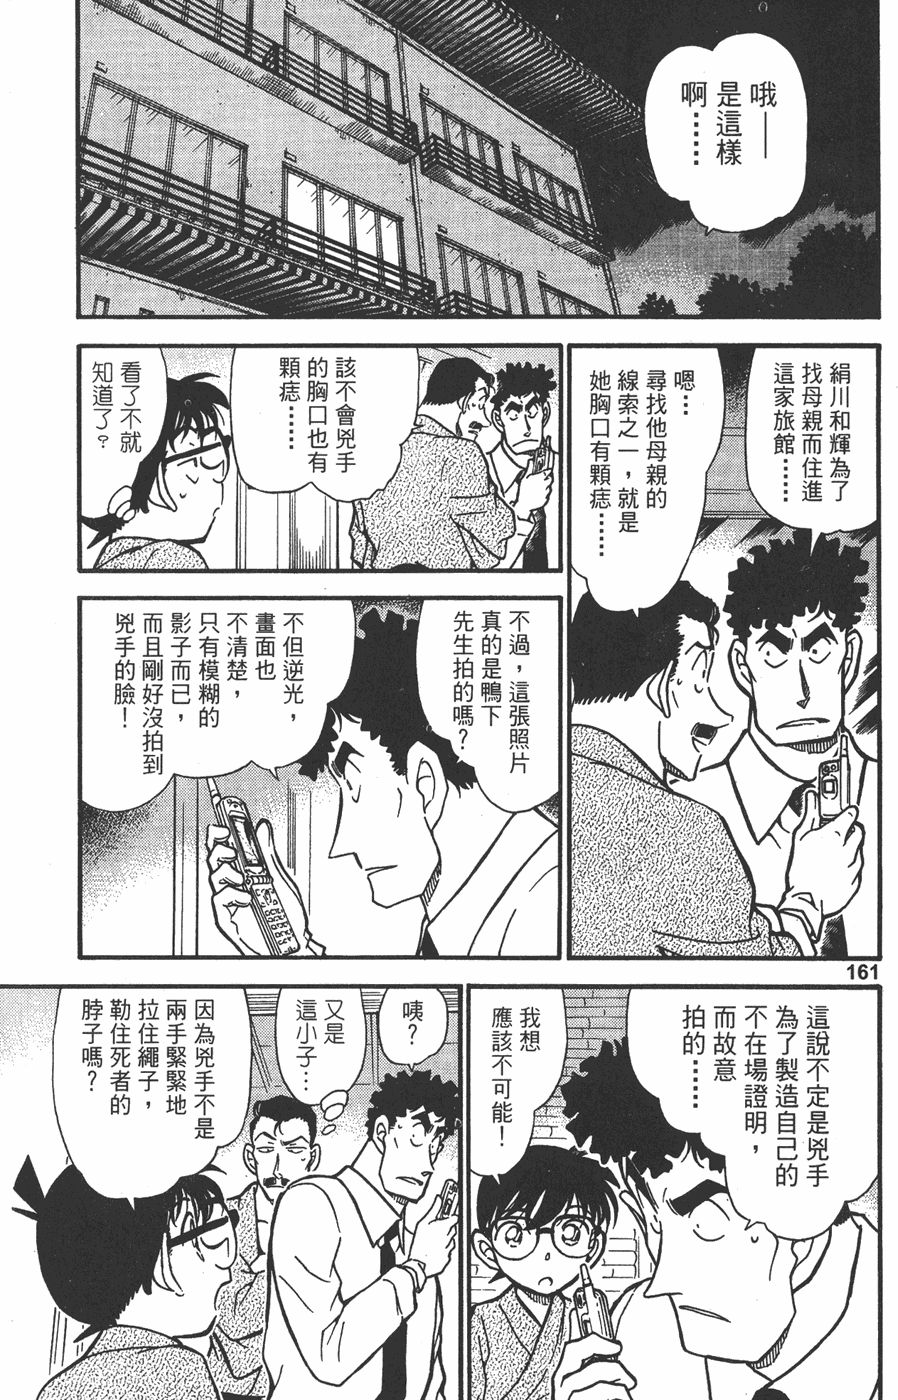 哦——
是這樣
啊……
絹川和輝為了
找母親而住進
這家旅館……
嗯…
尋找他母親的
線索之一，就是
她胸口有顆痣……
該不會兇手
的胸口也有
顆痣……
看了不就
知道了？
不過，這張照片
真的是鴨下
先生拍的嗎？
不但逆光，
畫面也
不清楚，
只有模糊的
影子而已，
而且剛好沒拍到
兇手的臉！
161
這說不定是兇手
為了製造自己的
不在場證明，
而故意
拍的……
我想
應該不可能！
咦？
又是
這小子…
因為兇手不是
兩手緊緊地
拉住繩子，
勒住死者的
脖子嗎？